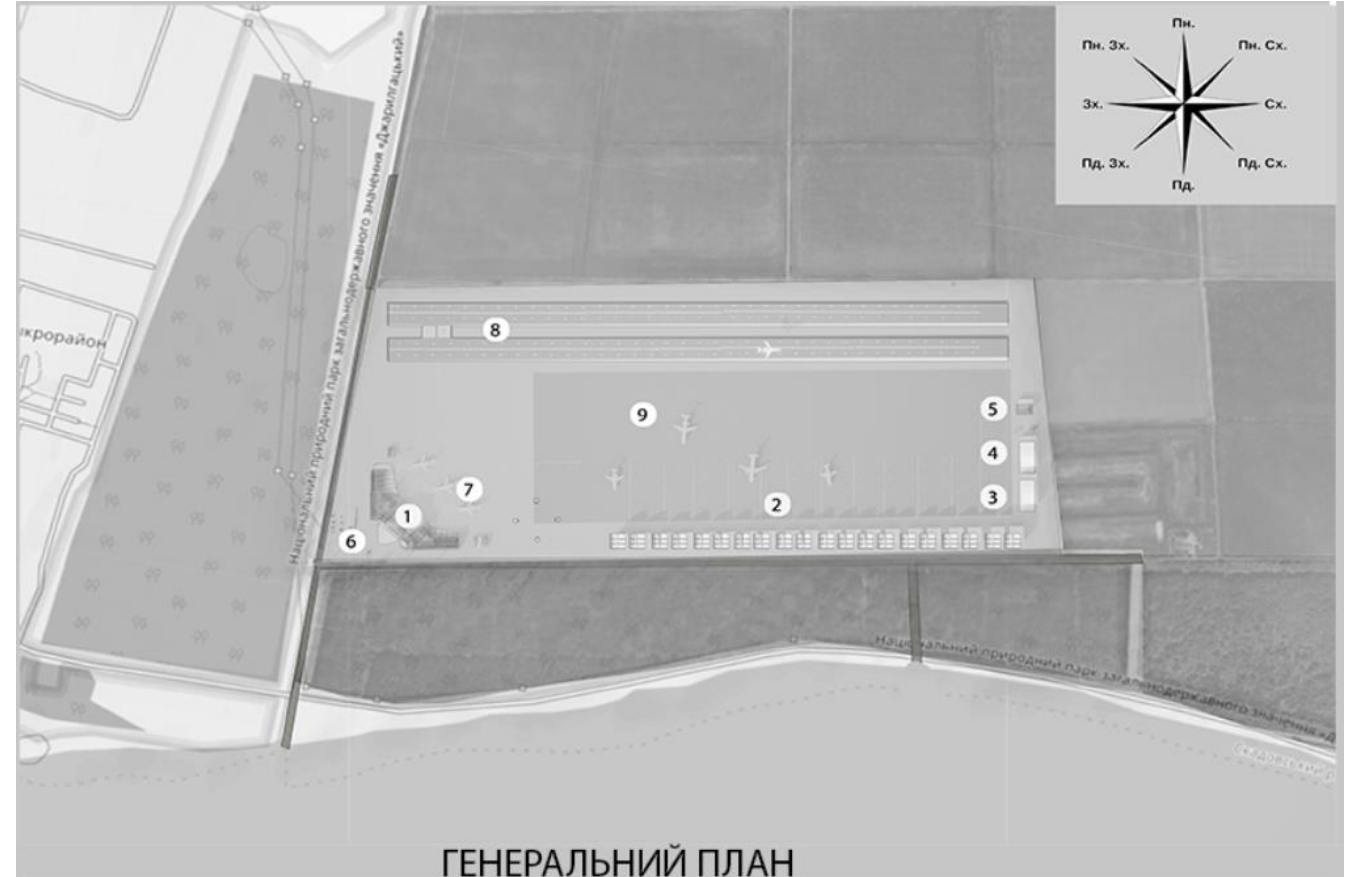 Пн.
Пн. Зх.
Пн. Сх.
Зх.
Сх.
Пд. Зх.
Пд. Сх.
Пд.
Національний природний парк загальнодержавного значення «Джарилгацький»
крорайон
8
9
5
4
7
3
2
1
6
Національний природний парк загальнодержавного значення «Д
Скадовський р
ГЕНЕРАЛЬНИЙ ПЛАН